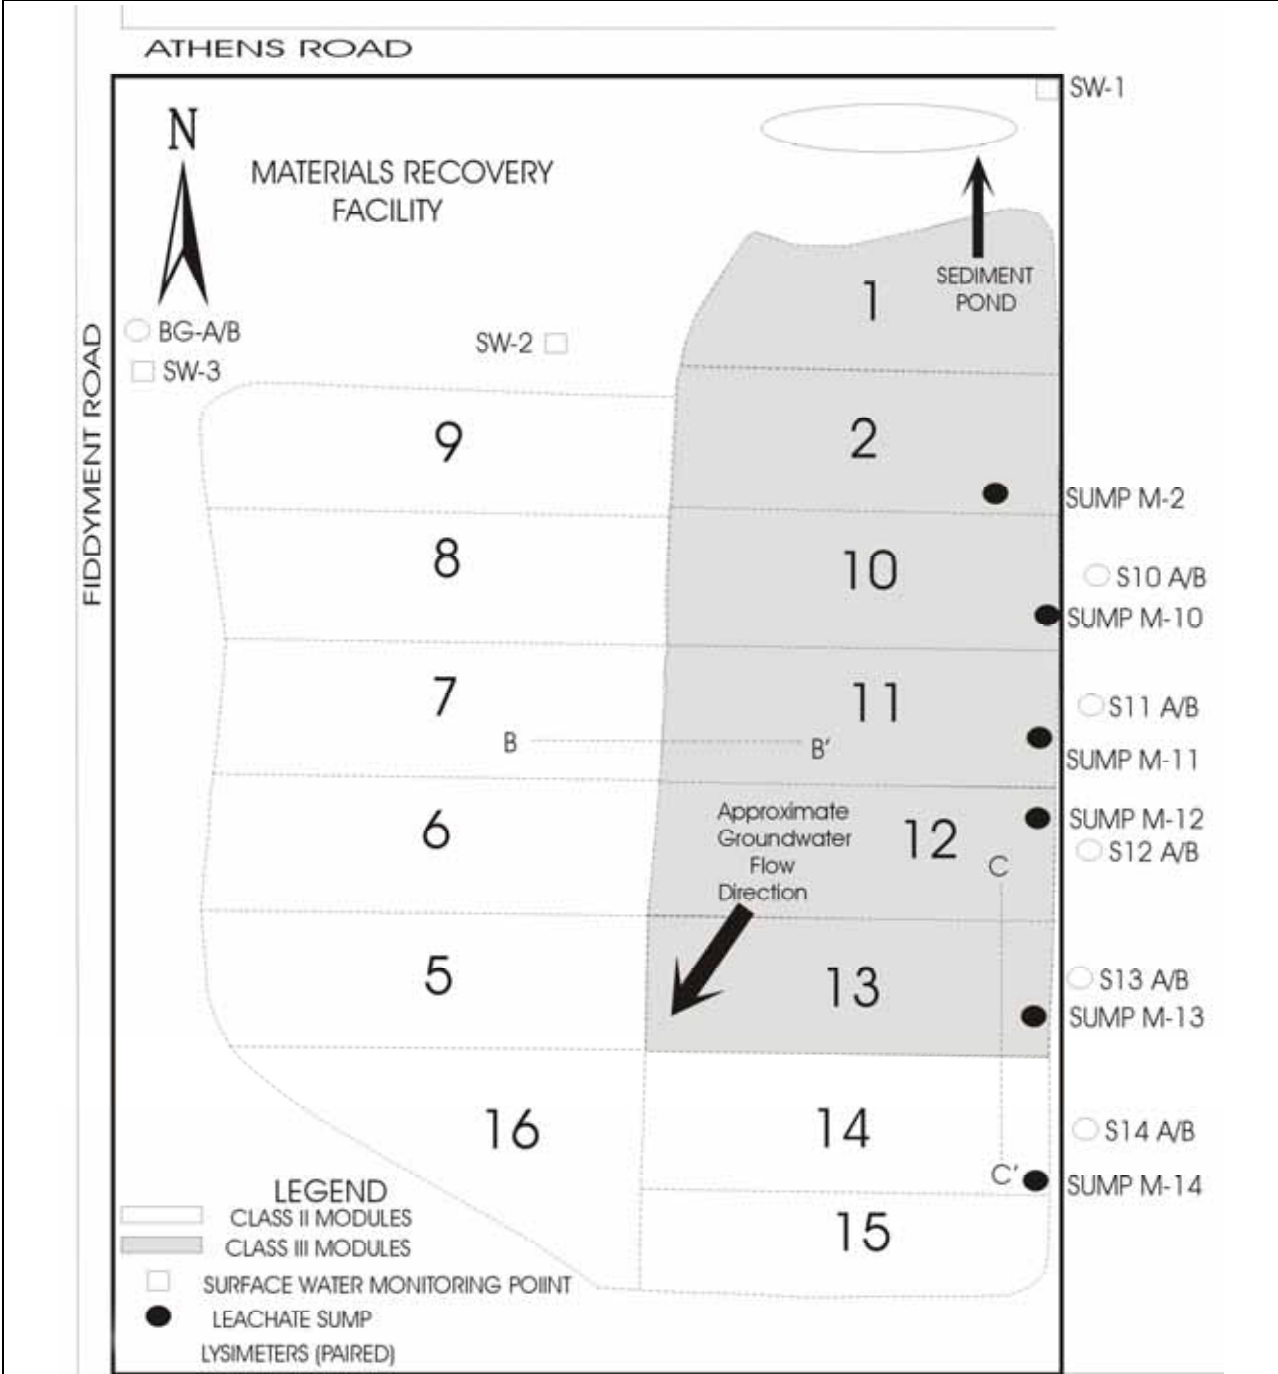 ATHENS ROAD
SW-1
N
MATERIALS RECOVERY
FACILITY
SEDIMENT
POND
1
BG-A/B
SW-2
SW-3
FIDDYMENT ROAD
9
2
SUMP M-2
8
10
S10 A/B
SUMP M-10
7
11
S11 A/B
B
B'
SUMP M-11
6
Approximate
Groundwater
Flow
Direction
12
SUMP M-12
S12 A/B
C
5
13
S13 A/B
SUMP M-13
16
14
S14 A/B
C'
SUMP M-14
15
LEGEND
CLASS II MODULES
CLASS III MODULES
SURFACE WATER MONITORING POIINT
LEACHATE SUMP
LYSIMETERS (PAIRED)